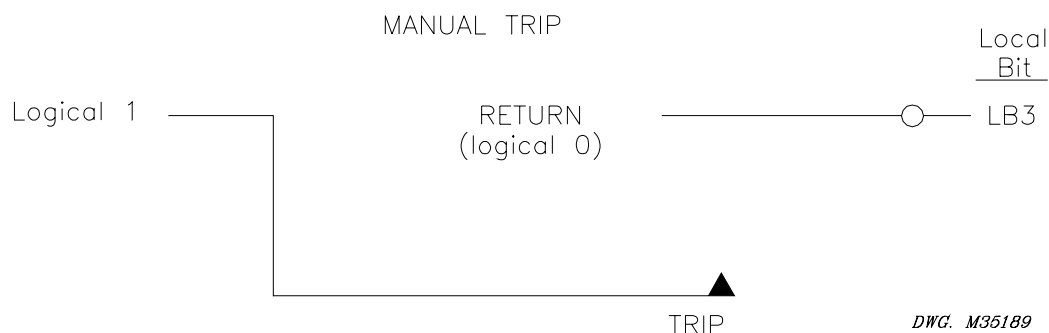 MANUAL TRIP
Local
Bit
Logical 1
RETURN
(logical 0)
LB3
TRIP
DWG. M35189